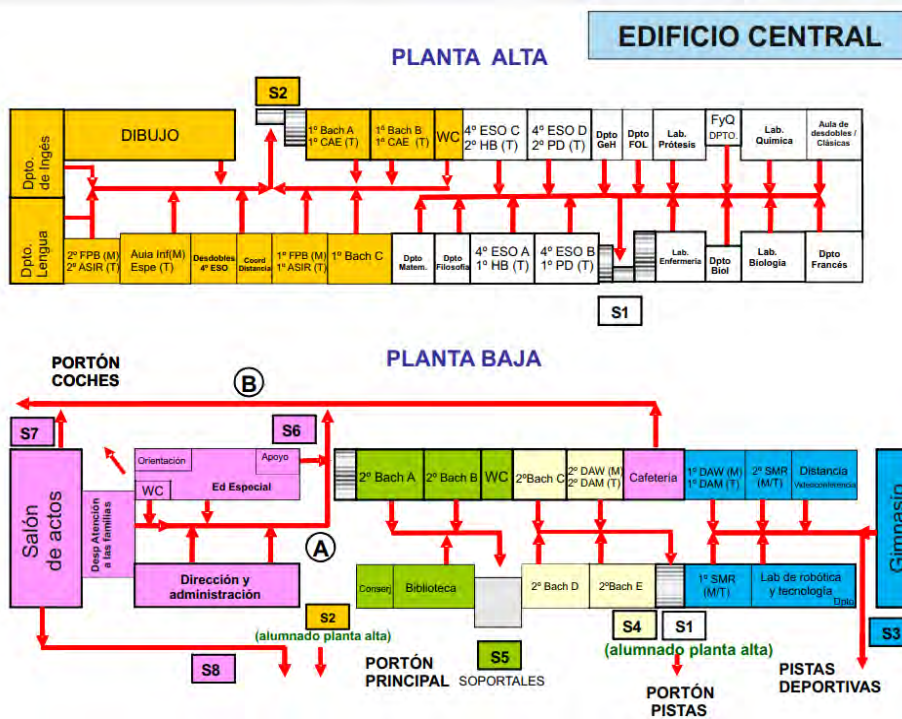 EDIFICIO CENTRAL
PLANTA ALTA
S2
Dpto.
de Ingés
DIBUJO
1º Bach A
1º CAE (T)
1º Bach B
1º CAE (T)
WC
4º ESO C
2º HB (T)
4º ESO D
2º PD (T)
Dpto
GeH
Dpto
FOL
Lab.
Prótesis
FyQ
DPTO.
Lab.
Quimica
Aula de
desdobles /
Clásicas
Dpto.
Lengua
2º FPB (M)
2º ASIR (T)
Aula Inf(M)
Espe (T)
Desdobles
4º ESO
Coord
Distancia
1º FPB (M)
1º ASIR (T)
1º Bach C
Dpto
Matem.
Dpto
Filosofía
4º ESO A
1º HB (T)
4º ESO B
1º PD (T)
Lab.
Enfermeria
Dpto
Biol
Lab.
Biología
Dpto
Francés
S1
PLANTA BAJA
PORTÓN
COCHES
B
S7
S6
Salón
de actos
Desp Atención
a las familias
Orientación
Apoyo
WC
Ed Especial
2º Bach A
2º Bach B
WC
2ºBach C
2º DAW (M)
2º DAM (T)
Cafetería
1º DAW (M)
1º DAM (T)
2º SMR
(M/T)
Distancia
Videoconferencia
Gimnasio
A
Dirección y
administración
Conserj
Biblioteca
2º Bach D
2ºBach E
1º SMR
(M/T)
Lab de robótica
y tecnología
Dpto
S2
(alumnado planta alta)
S8
PORTÓN
PRINCIPAL
S5
SOPORTALES
S4
S1
(alumnado planta alta)
S3
PORTÓN
PISTAS
PISTAS
DEPORTIVAS